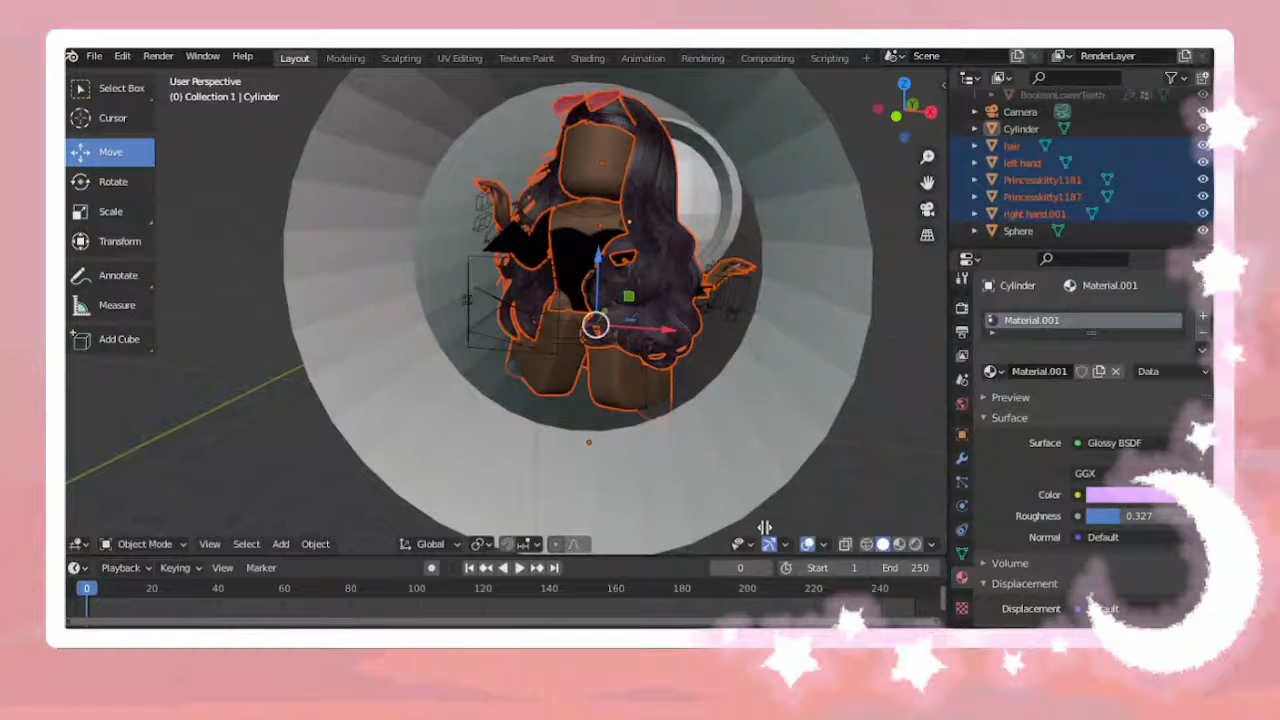 File Edit Render Window Help Layout Modeling Sculpting UV Editing Texture Paint Shading Animation Rendering Compositing Scripting + Scene RenderLayer
Select Box
Cursor
Move
Rotate
Scale
Transform
Annotate
Measure
Add Cube
User Perspective
(0) Collection 1 | Cylinder
Z
Y
X
BooleanLowerTeeth
Camera
Cylinder
hair
left hand
Princesskitty1181
Princesskitty1187
right hand.001
Sphere
Cylinder Material.001
Material.001
Material.001 Data
Preview
Surface
Surface Glossy BSDF
GGX
Color
Roughness 0.327
Normal Default
Volume
Displacement
Displacement
Object Mode View Select Add Object Global
Playback Keying View Marker 0 Start 1 End 250
0 20 40 60 80 100 120 140 160 180 200 220 240